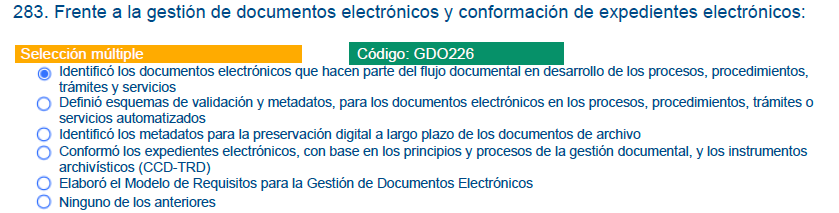 283. Frente a la gestión de documentos electrónicos y conformación de expedientes electrónicos:
Selección múltiple
Código: GDO226
Identificó los documentos electrónicos que hacen parte del flujo documental en desarrollo de los procesos, procedimientos,
trámites y servicios
Definió esquemas de validación y metadatos, para los documentos electrónicos en los procesos, procedimientos, trámites o
servicios automatizados
Identificó los metadatos para la preservación digital a largo plazo de los documentos de archivo
Conformó los expedientes electrónicos, con base en los principios y procesos de la gestión documental, y los instrumentos
archivísticos (CCD-TRD)
Elaboró el Modelo de Requisitos para la Gestión de Documentos Electrónicos
Ninguno de los anteriores